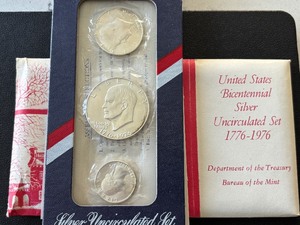 Silver Uncirculated Set
United States
Bicentennial
Silver
Uncirculated Set
1776-1976
Department of the Treasury
Bureau of the Mint